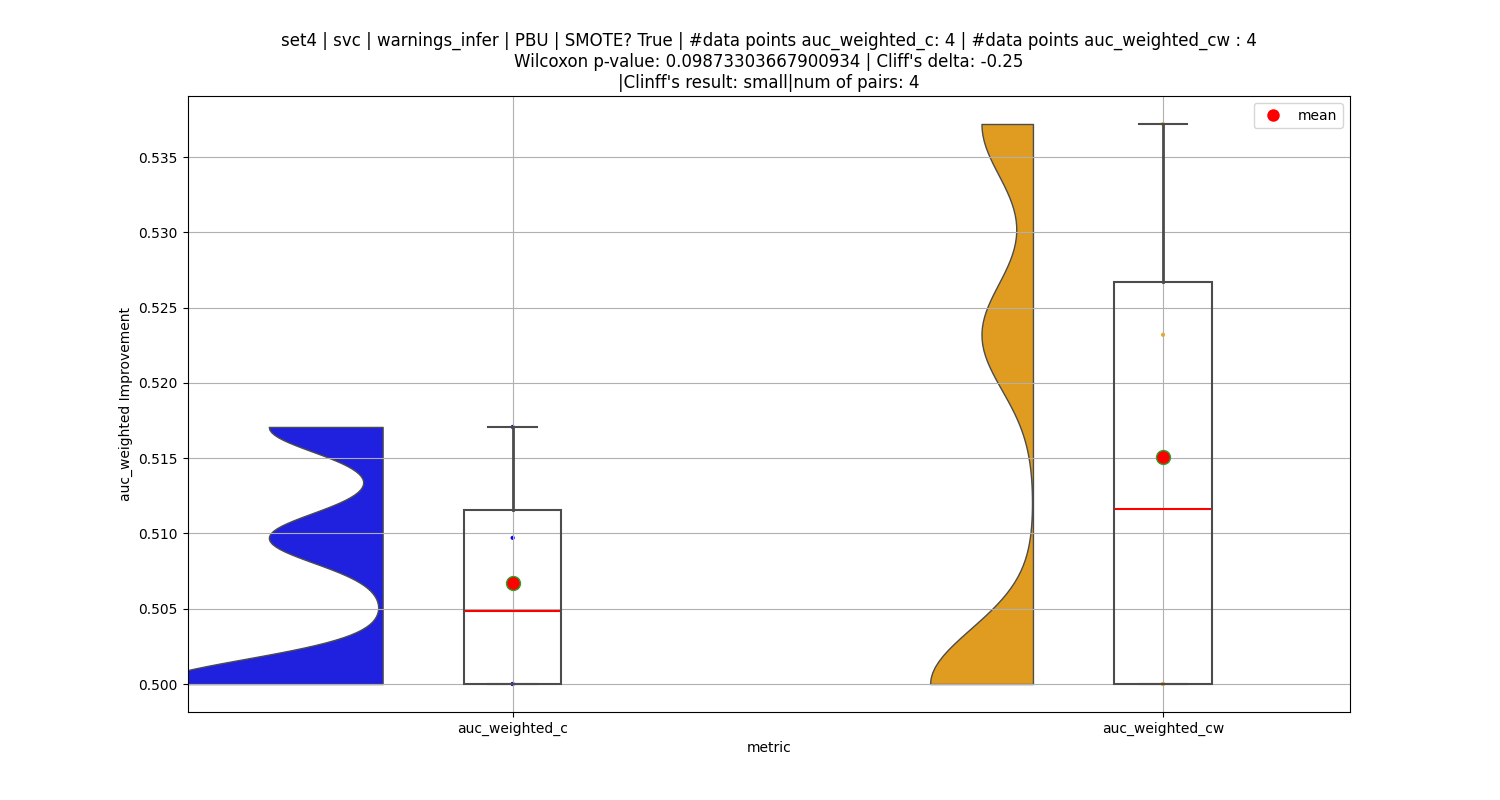 set4 | svc | warnings_infer | PBU | SMOTE? True | #data points auc_weighted_c: 4 | #data points auc_weighted_cw : 4
Wilcoxon p-value: 0.09873303667900934 | Cliff's delta: -0.25
|Clinff's result: small|num of pairs: 4
mean
0.535
0.530
0.525
0.520
0.515
0.510
0.505
0.500
auc_weighted Improvement
auc_weighted_c
auc_weighted_cw
metric